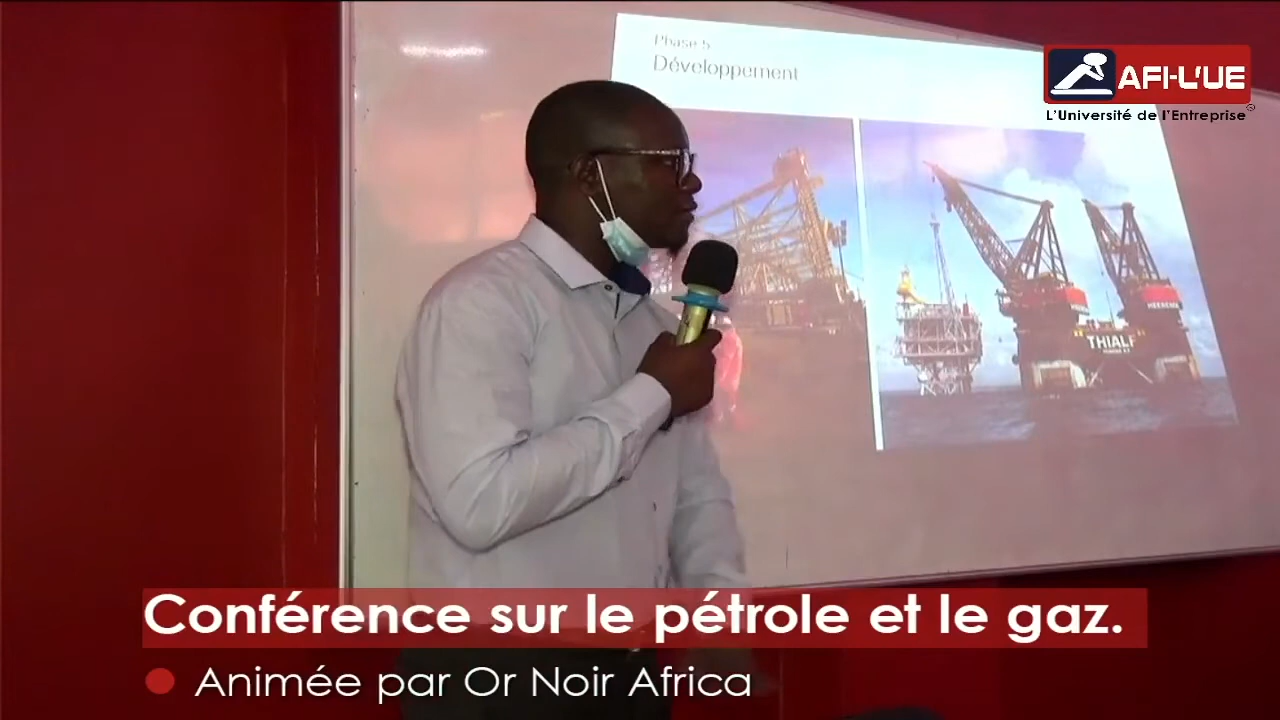 Phase 5
Développement
AFI-L'UE
L'Université de l'Entreprise
THIALF
Conférence sur le pétrole et le gaz.
Animée par Or Noir Africa